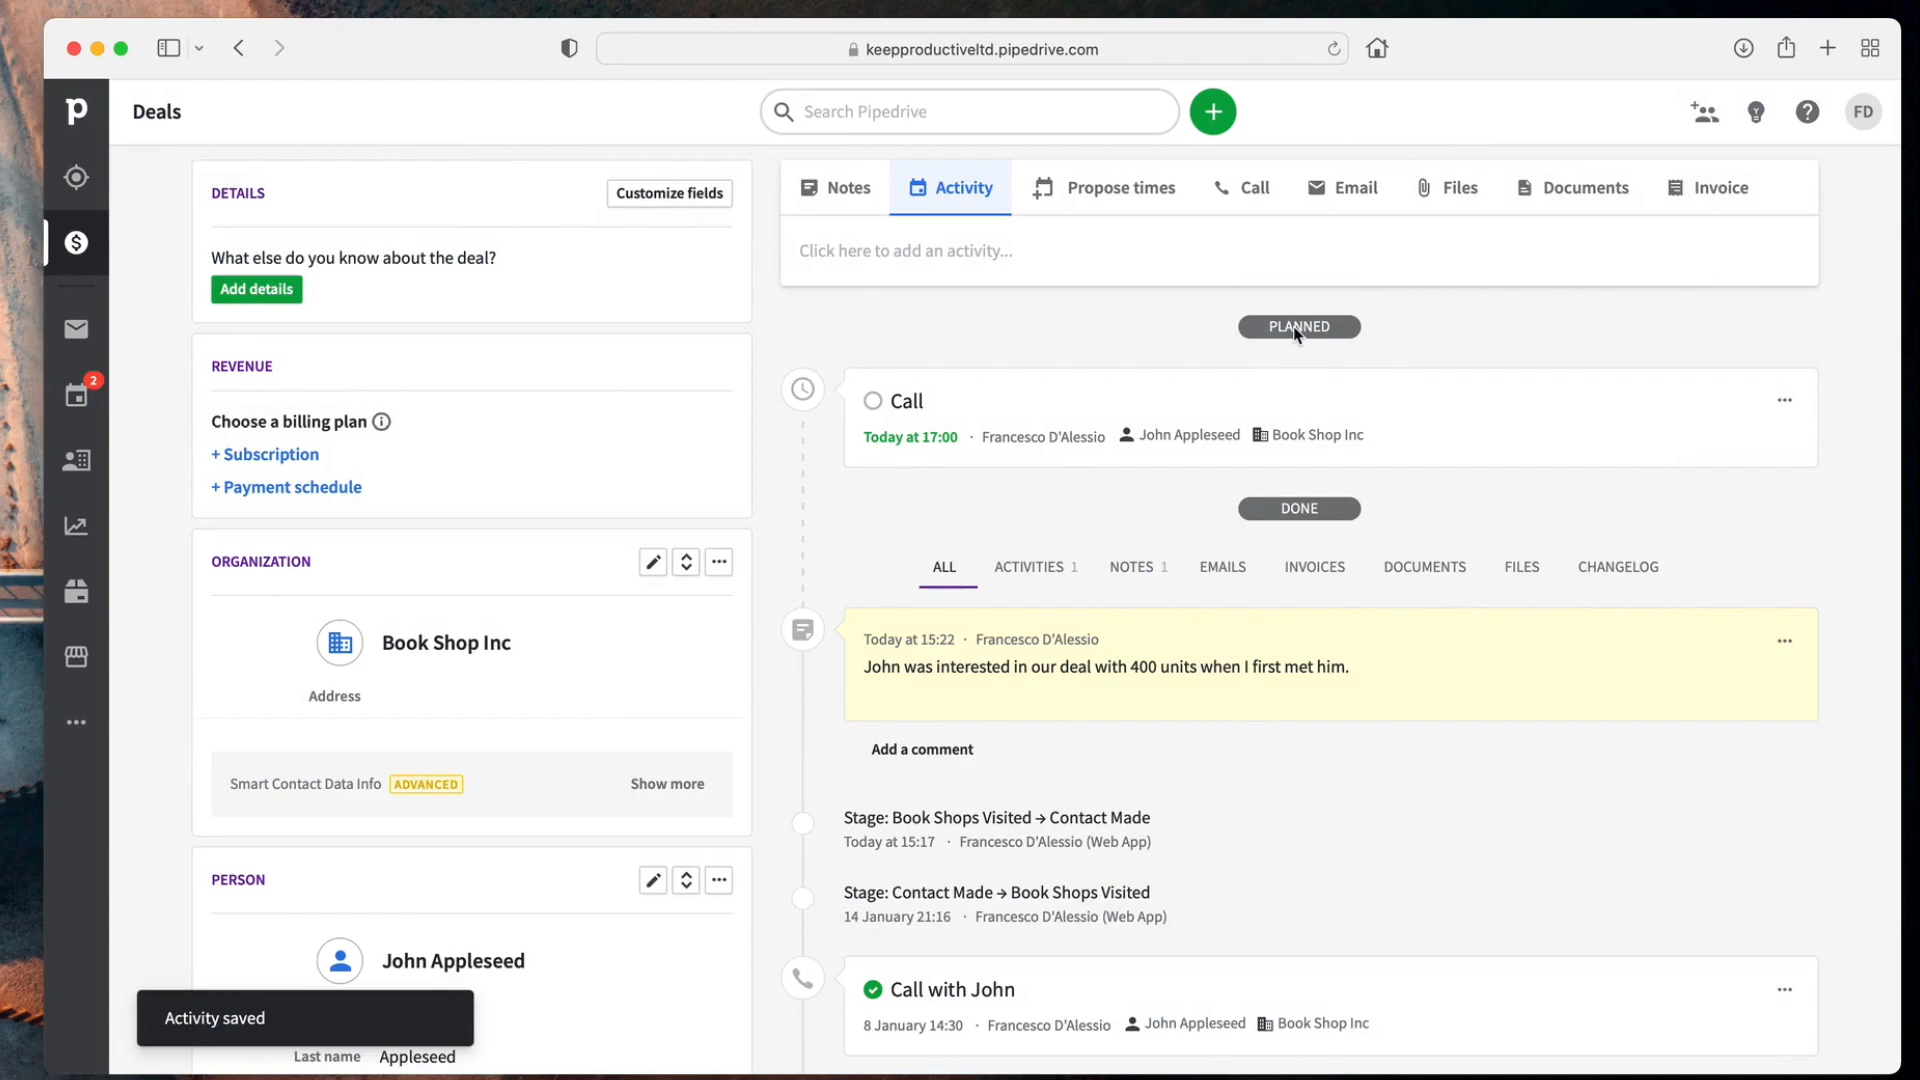 keepproductiveltd.pipedrive.com
p
Deals
Search Pipedrive
FD
2
DETAILS
Customize fields
What else do you know about the deal?
Add details
REVENUE
Choose a billing plan
+ Subscription
+ Payment schedule
ORGANIZATION
Book Shop Inc
Address
Smart Contact Data Info ADVANCED Show more
PERSON
John Appleseed
Last name Appleseed
Activity saved
Notes Activity Propose times Call Email Files Documents Invoice
Click here to add an activity...
PLANNED
Call
Today at 17:00 · Francesco D'Alessio John Appleseed Book Shop Inc
DONE
ALL ACTIVITIES 1 NOTES 1 EMAILS INVOICES DOCUMENTS FILES CHANGELOG
Today at 15:22 · Francesco D'Alessio
John was interested in our deal with 400 units when I first met him.
Add a comment
Stage: Book Shops Visited → Contact Made
Today at 15:17 · Francesco D'Alessio (Web App)
Stage: Contact Made → Book Shops Visited
14 January 21:16 · Francesco D'Alessio (Web App)
Call with John
8 January 14:30 · Francesco D'Alessio John Appleseed Book Shop Inc